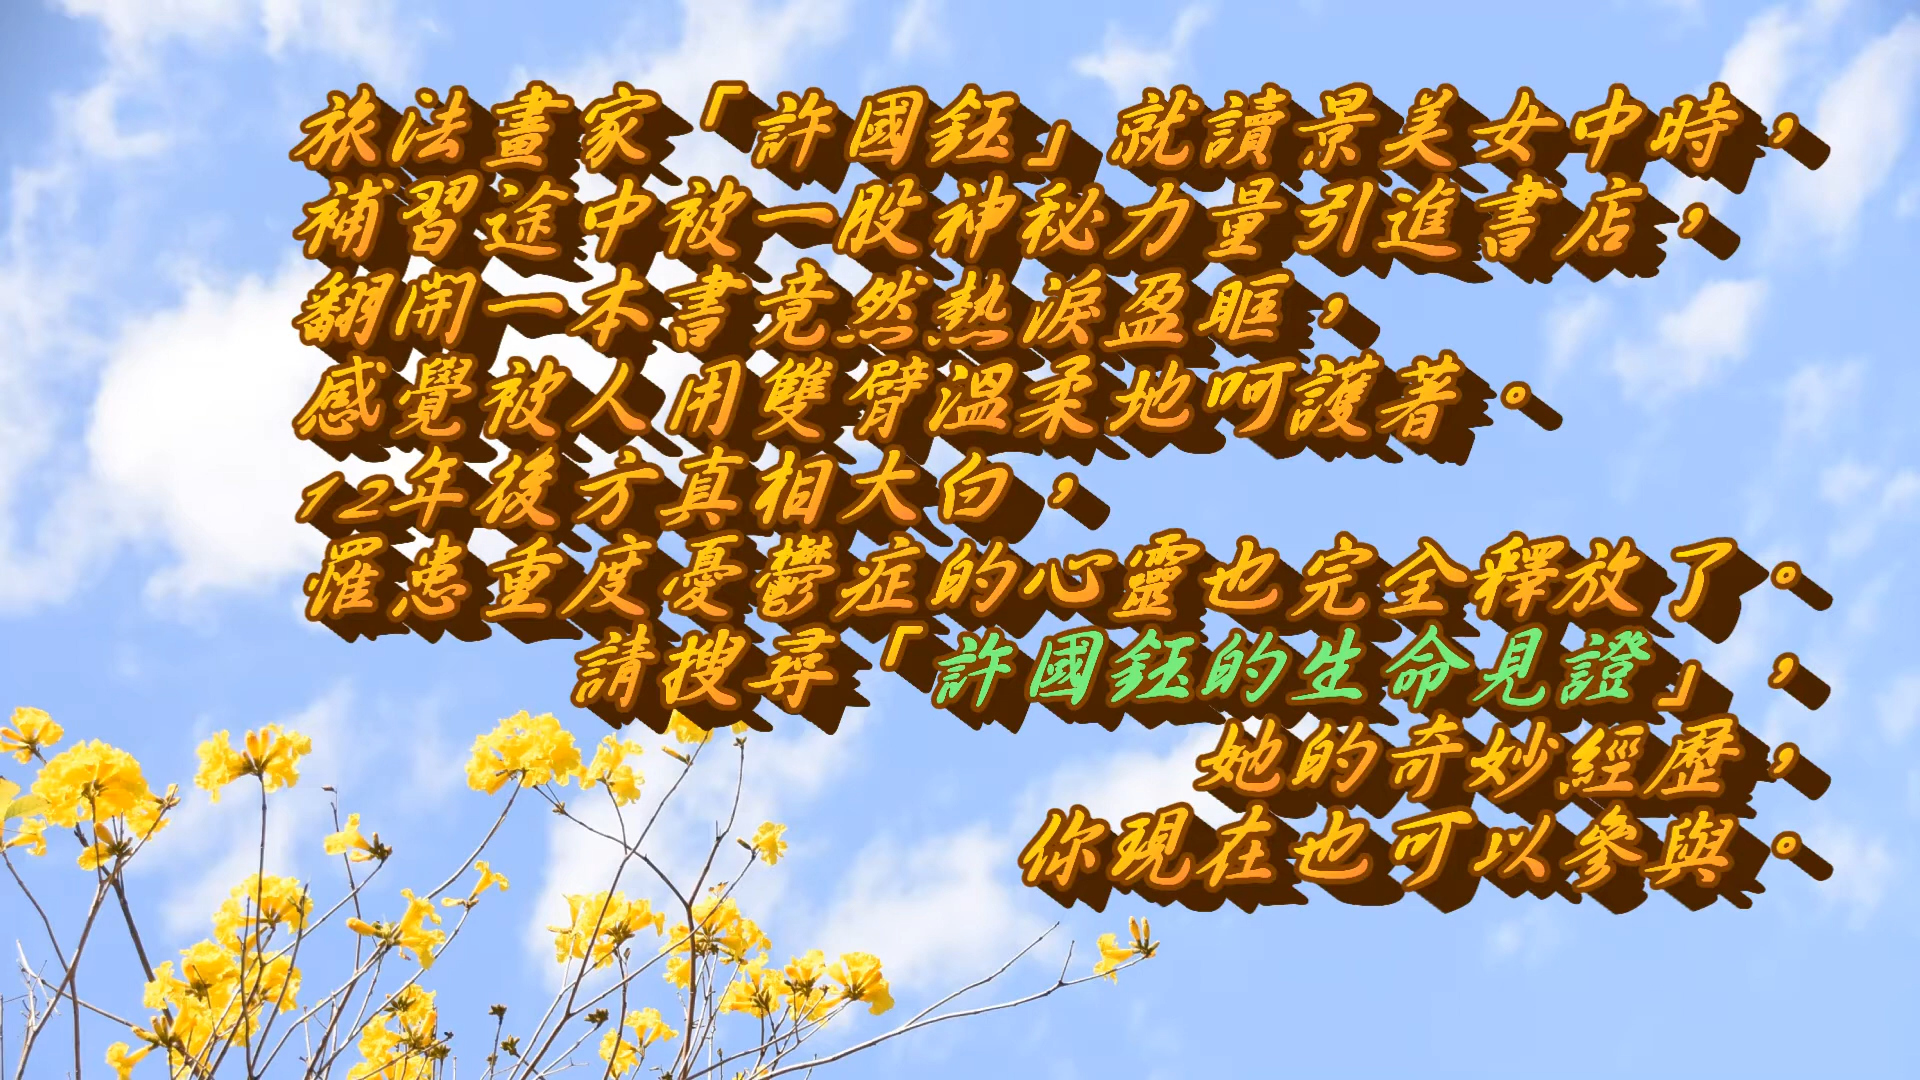 旅法畫家「許國鈺」就讀景美女中時，
補習途中被一股神秘力量引進書店，
翻開一本書竟然熱淚盈眶，
感覺被人用雙臂溫柔地呵護著。
12年後方真相大白，
罹患重度憂鬱症的心靈也完全釋放了。
請搜尋「許國鈺的生命見證」，
她的奇妙經歷，
你現在也可以參與。